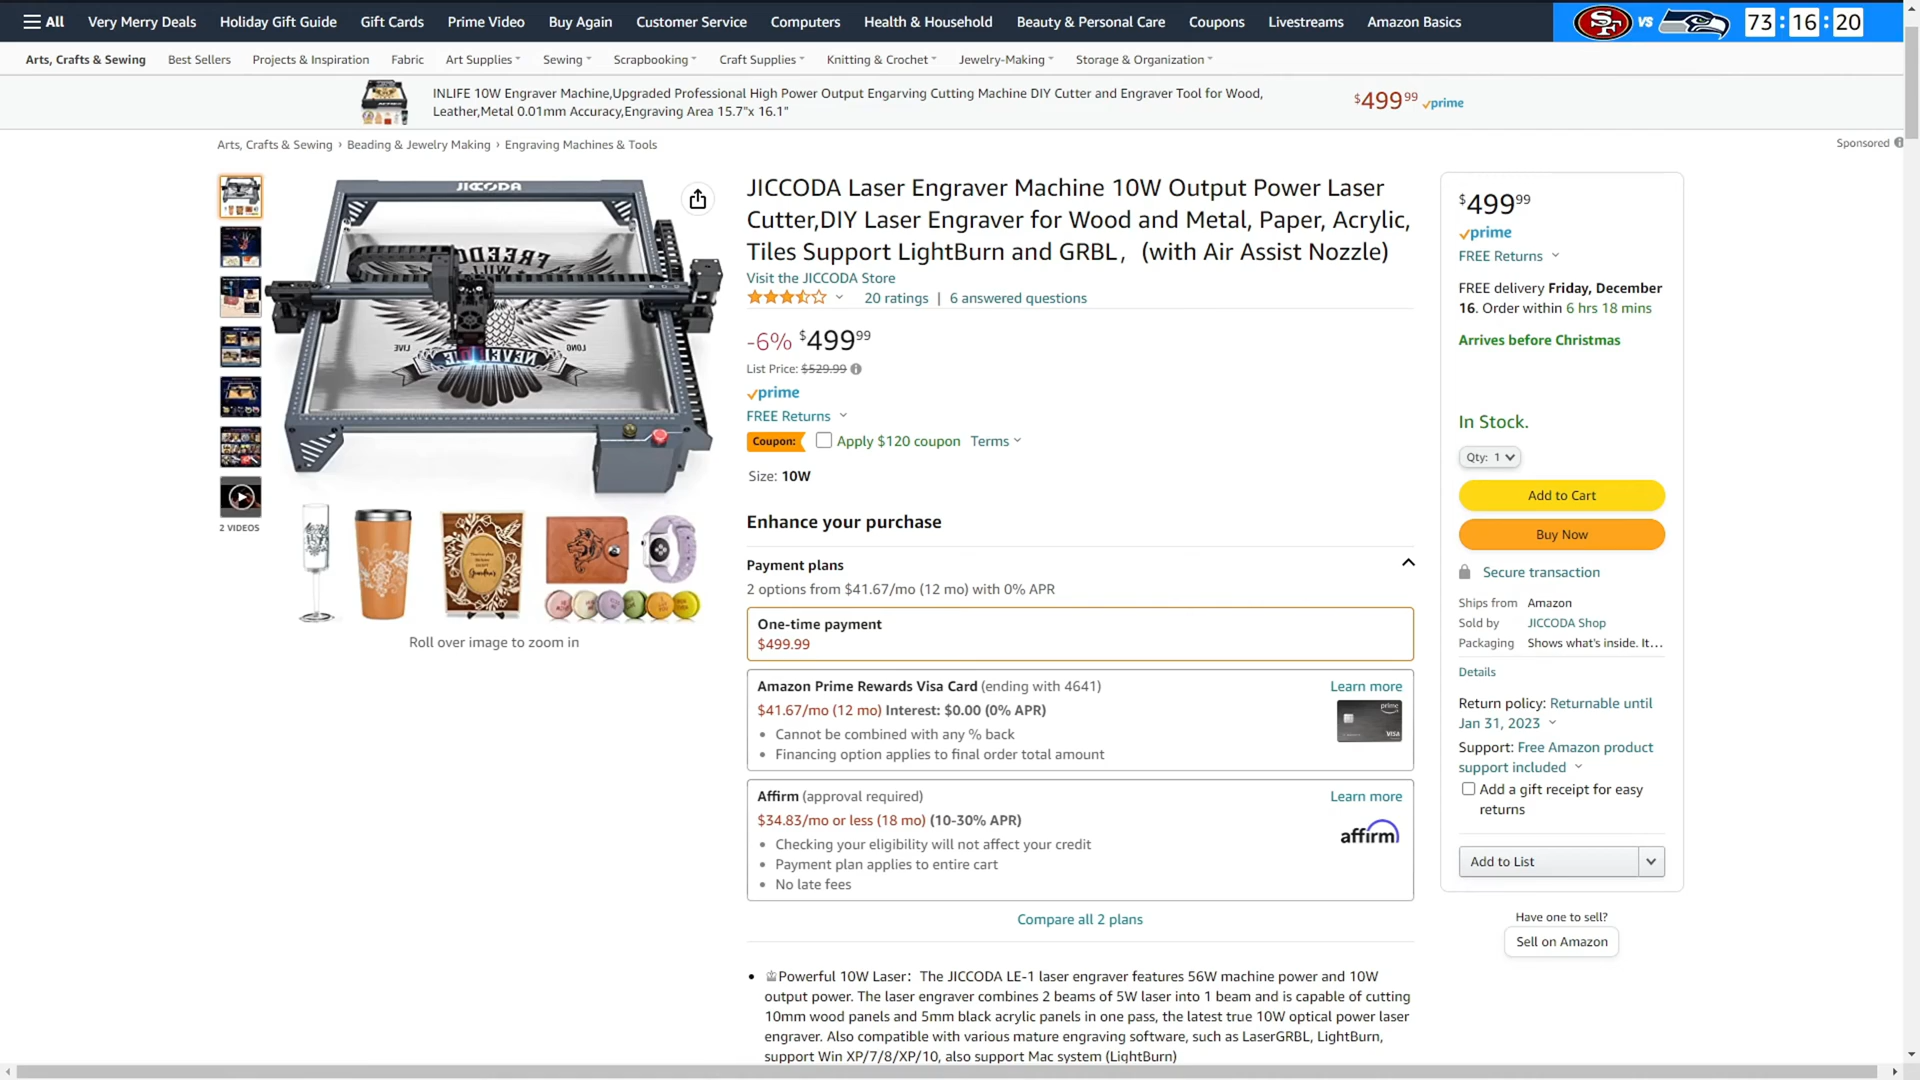 All Very Merry Deals Holiday Gift Guide Gift Cards Prime Video Buy Again Customer Service Computers Health & Household Beauty & Personal Care Coupons Livestreams Amazon Basics vs 73 : 16 : 20
Arts, Crafts & Sewing Best Sellers Projects & Inspiration Fabric Art Supplies Sewing Scrapbooking Craft Supplies Knitting & Crochet Jewelry-Making Storage & Organization
INLIFE 10W Engraver Machine,Upgraded Professional High Power Output Engarving Cutting Machine DIY Cutter and Engraver Tool for Wood,
Leather,Metal 0.01mm Accuracy,Engraving Area 15.7"x 16.1"
$499 99 prime
Sponsored
Arts, Crafts & Sewing › Beading & Jewelry Making › Engraving Machines & Tools
JICCODA
FREEDOM
WILL
LIVE LONG
NEVER DIE
2 VIDEOS
Roll over image to zoom in
JICCODA Laser Engraver Machine 10W Output Power Laser
Cutter,DIY Laser Engraver for Wood and Metal, Paper, Acrylic,
Tiles Support LightBurn and GRBL，(with Air Assist Nozzle)
Visit the JICCODA Store
20 ratings | 6 answered questions
-6% $499 99
List Price: $529.99
prime
FREE Returns
Coupon: Apply $120 coupon Terms
Size: 10W
Enhance your purchase
Payment plans
2 options from $41.67/mo (12 mo) with 0% APR
One-time payment
$499.99
Amazon Prime Rewards Visa Card (ending with 4641) Learn more
$41.67/mo (12 mo) Interest: $0.00 (0% APR)
• Cannot be combined with any % back
• Financing option applies to final order total amount
prime
VISA
Affirm (approval required) Learn more
$34.83/mo or less (18 mo) (10-30% APR)
affirm
• Checking your eligibility will not affect your credit
• Payment plan applies to entire cart
• No late fees
Compare all 2 plans
• ♔Powerful 10W Laser：The JICCODA LE-1 laser engraver features 56W machine power and 10W
output power. The laser engraver combines 2 beams of 5W laser into 1 beam and is capable of cutting
10mm wood panels and 5mm black acrylic panels in one pass, the latest true 10W optical power laser
engraver. Also compatible with various mature engraving software, such as LaserGRBL, LightBurn,
support Win XP/7/8/XP/10, also support Mac system (LightBurn)
$499 99
prime
FREE Returns
FREE delivery Friday, December
16. Order within 6 hrs 18 mins
Arrives before Christmas
In Stock.
Qty: 1
Add to Cart
Buy Now
Secure transaction
Ships from Amazon
Sold by JICCODA Shop
Packaging Shows what's inside. It…
Details
Return policy: Returnable until
Jan 31, 2023
Support: Free Amazon product
support included
Add a gift receipt for easy
returns
Add to List
Have one to sell?
Sell on Amazon